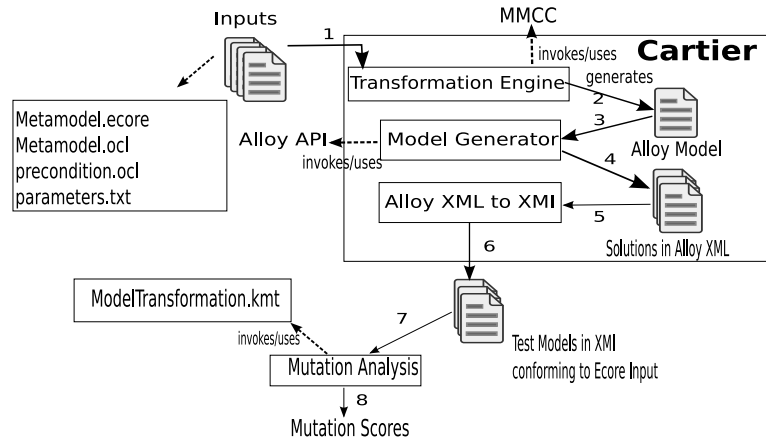 Inputs
MMCC
1
invokes/uses
Cartier
generates
Transformation Engine
2
Metamodel.ecore
Metamodel.ocl
precondition.ocl
parameters.txt
3
Alloy API
Model Generator
invokes/uses
Alloy Model
4
Alloy XML to XMI
5
Solutions in Alloy XML
6
ModelTransformation.kmt
7
invokes/uses
Test Models in XMI
conforming to Ecore Input
Mutation Analysis
8
Mutation Scores